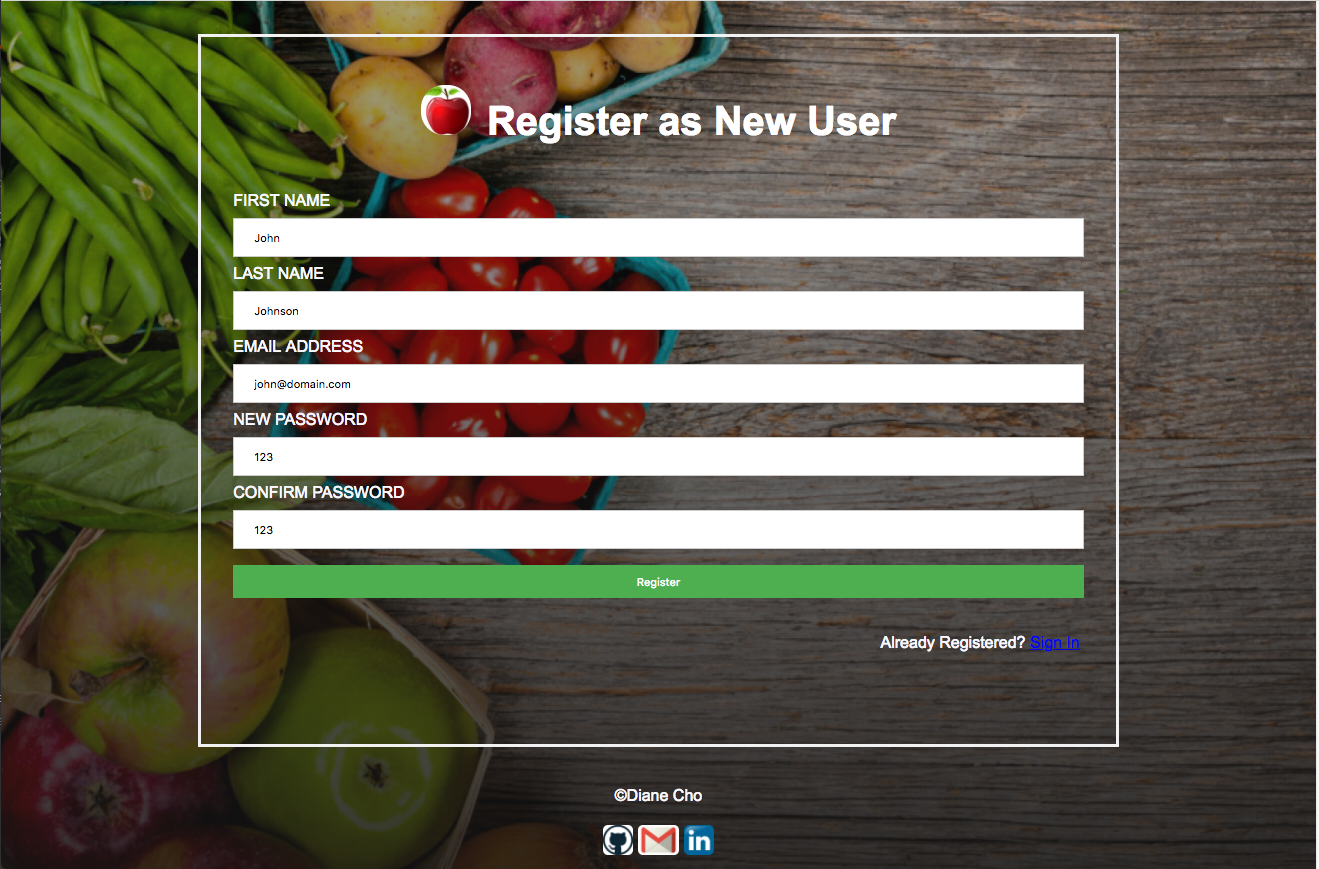 Register as New User
FIRST NAME
John
LAST NAME
Johnson
EMAIL ADDRESS
john@domain.com
NEW PASSWORD
123
CONFIRM PASSWORD
123
Register
Already Registered? Sign In
©Diane Cho
in